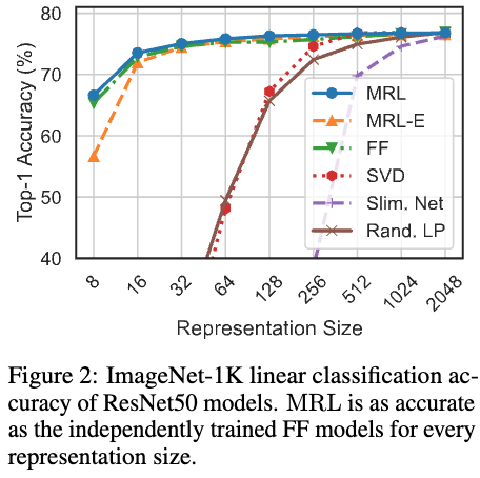 80
70
60
50
40
Top-1 Accuracy (%)
MRL
MRL-E
FF
SVD
Slim. Net
Rand. LP
8 16 32 64 128 256 512 1024 2048
Representation Size
Figure 2: ImageNet-1K linear classification ac-
curacy of ResNet50 models. MRL is as accurate
as the independently trained FF models for every
representation size.